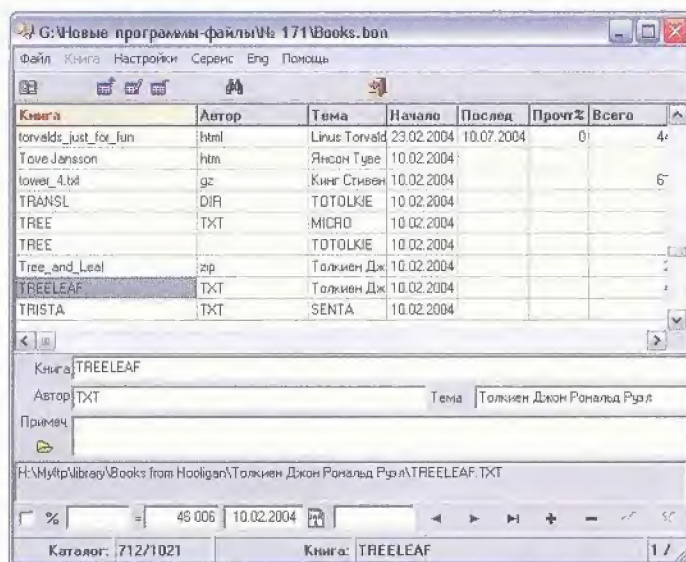 G:\Новые программы-файлы\№ 171\Books.bon
Файл Книга Настройки Сервис Eng Помощь
Книга Автор Тема Начало Послед Прочт% Всего
torvalds_just_for_fun html Linus Torvald 23.02.2004 10.07.2004 0
Tove Jansson htm Янсон Туве 10.02.2004
tower_4.txt gz Кинг Стивен 10.02.2004
TRANSL DIR TOTOLKIE 10.02.2004
TREE TXT MICRO 10.02.2004
TREE TOTOLKIE 10.02.2004
Tree_and_Leaf zip Толкиен Дж 10.02.2004
TREELEAF TXT Толкиен Дж 10.02.2004
TRISTA TXT SENTA 10.02.2004
Книга TREELEAF
Автор TXT Тема Толкиен Джон Рональд Руэл
Примеч
H:\Myftp\library\Books from Hooligan\Толкиен Джон Рональд Руэл\TREELEAF.TXT
% = 46 006 10.02.2004
Каталог: 712/1021 Книга: TREELEAF 1 /